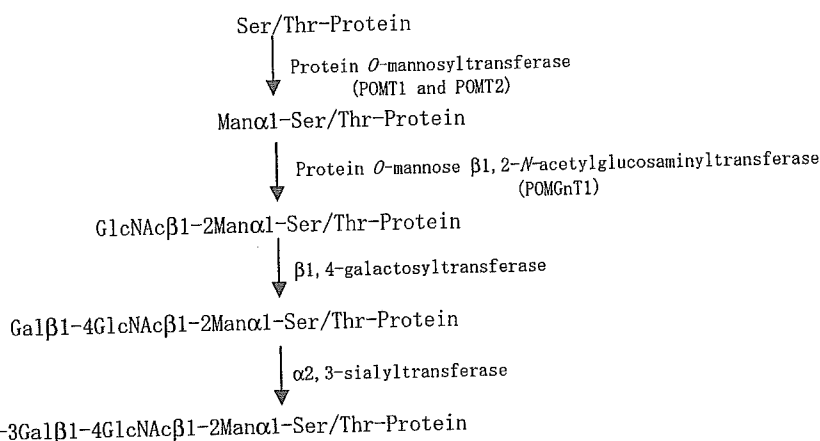 Ser/Thr-Protein
Protein O-mannosyltransferase
(POMT1 and POMT2)
Manα1-Ser/Thr-Protein
Protein O-mannose β1,2-N-acetylglucosaminyltransferase
(POMGnT1)
GlcNAcβ1-2Manα1-Ser/Thr-Protein
β1,4-galactosyltransferase
Galβ1-4GlcNAcβ1-2Manα1-Ser/Thr-Protein
α2,3-sialyltransferase
-3Galβ1-4GlcNAcβ1-2Manα1-Ser/Thr-Protein